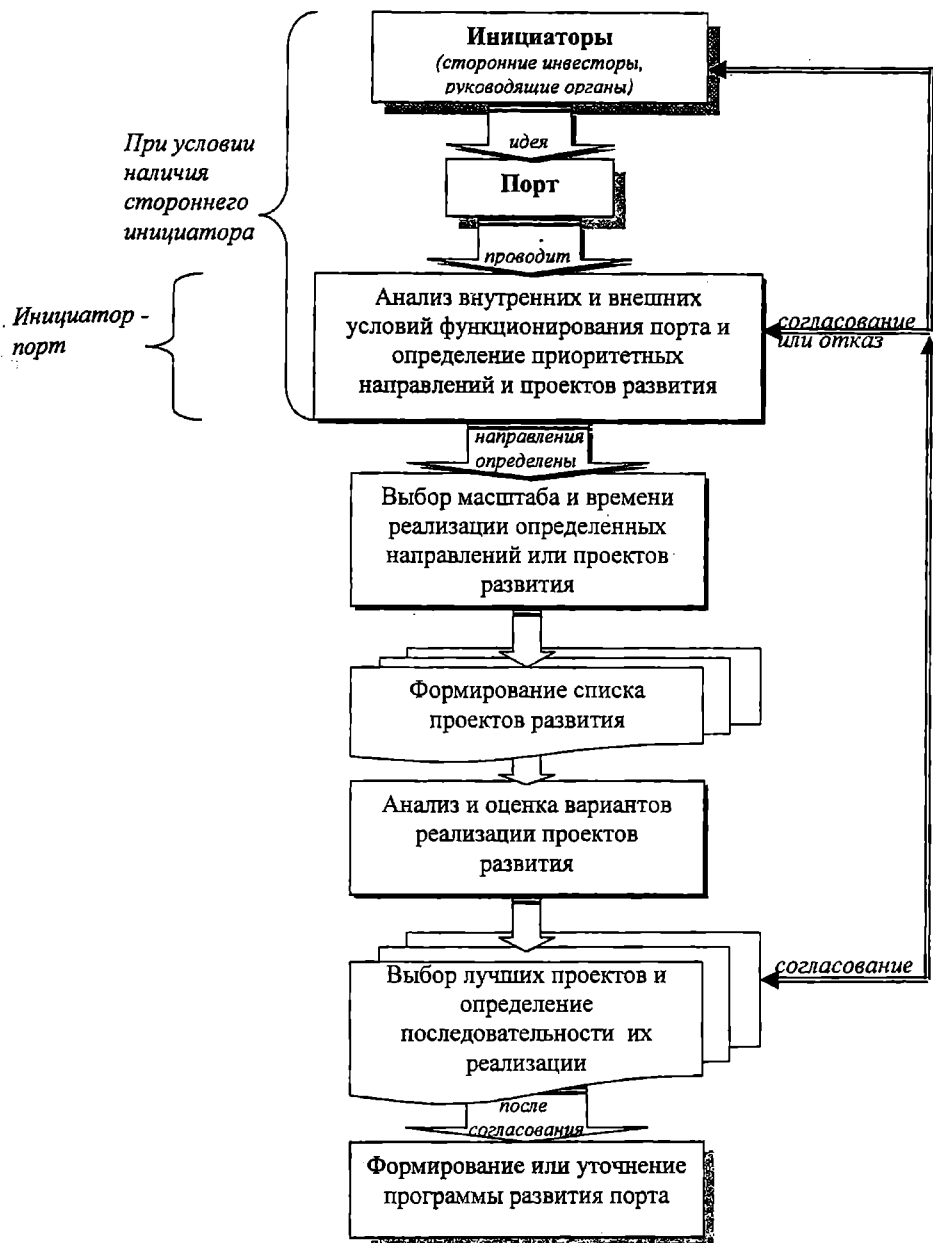 Инициаторы
(сторонние инвесторы,
руководящие органы)
идея
При условии
наличия
стороннего
инициатора
Порт
проводит
Инициатор -
порт
Анализ внутренних и внешних
условий функционирования порта и
определение приоритетных
направлений и проектов развития
согласование
или отказ
направления
определены
Выбор масштаба и времени
реализации определенных
направлений или проектов
развития
Формирование списка
проектов развития
Анализ и оценка вариантов
реализации проектов
развития
Выбор лучших проектов и
определение
последовательности их
реализации
согласование
после
согласования
Формирование или уточнение
программы развития порта